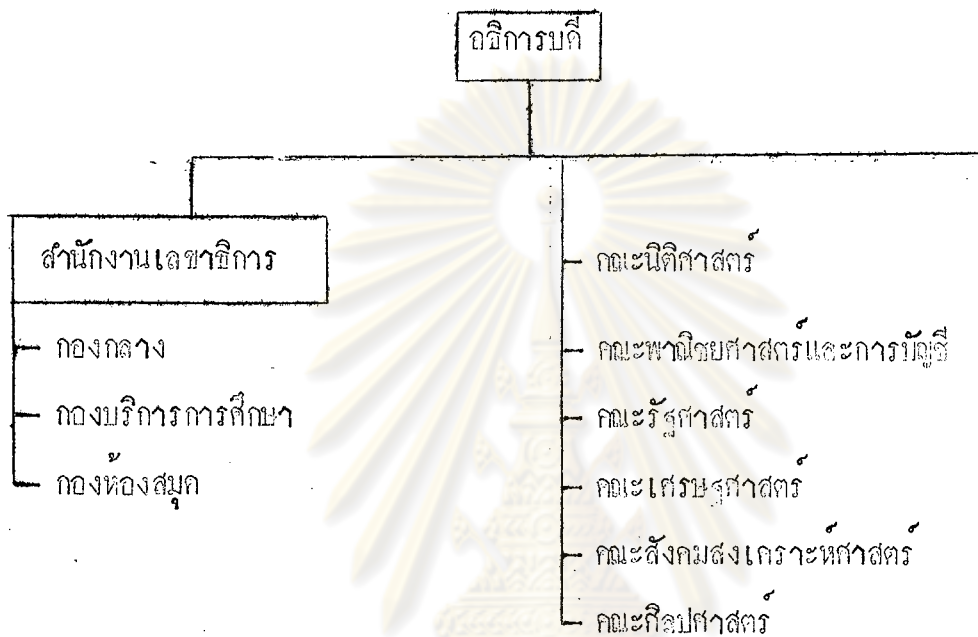 อธิการบดี
สำนักงานเลขาธิการ
กองกลาง
กองบริการการศึกษา
กองห้องสมุด
คณะนิติศาสตร์
คณะพาณิชยศาสตร์และการบัญชี
คณะรัฐศาสตร์
คณะเศรษฐศาสตร์
คณะสังคมสงเคราะห์ศาสตร์
คณะศิลปศาสตร์